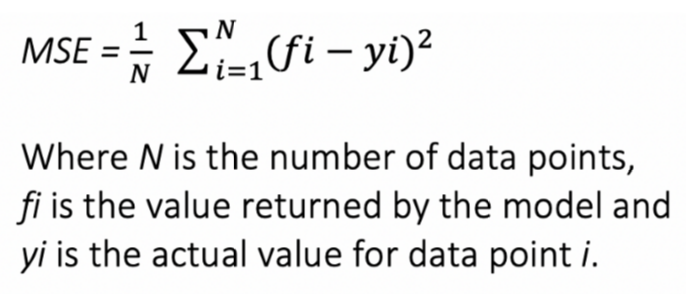 MSE = 1/N Σ^N_{i=1}(fi – yi)²
Where N is the number of data points,
fi is the value returned by the model and
yi is the actual value for data point i.